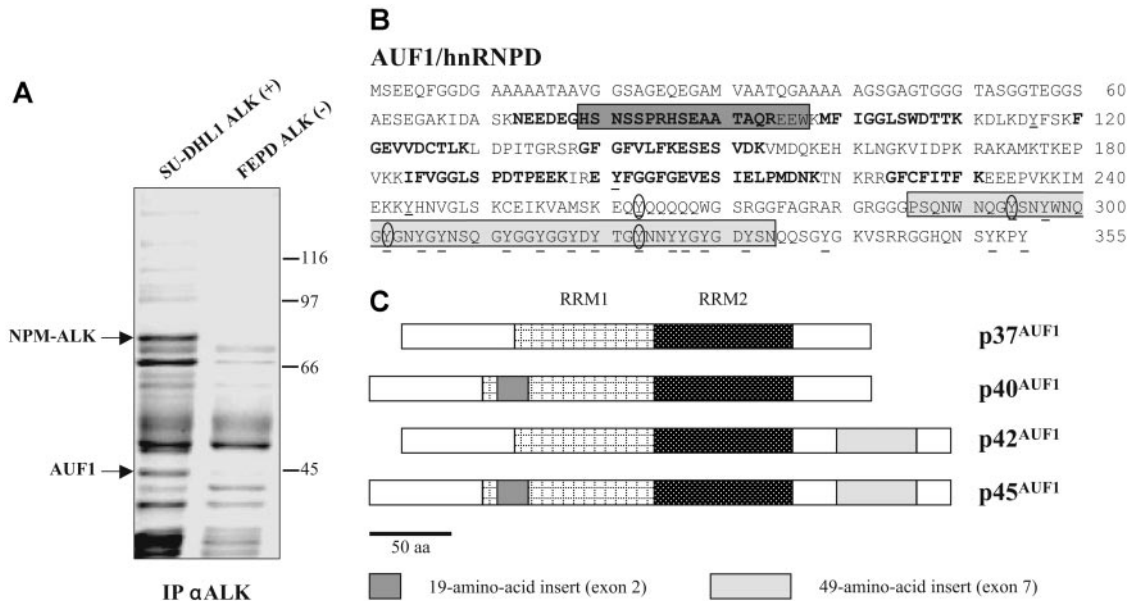 A
SU-DHL1 ALK (+)
FEPD ALK (-)
NPM-ALK
AUF1
116
97
66
45
IP αALK
B
AUF1/hnRNPD
MSEEQFGGDG AAAAATAAVG GSAGEQEGAM VAATQGAAAA AGSGAGTGGG TASGGTEGGS 60
AESEGAKIDA SKNEEDEGHS NSSPRHSEAA TAQREEWKMF IGGLSWDTTK KDLKDYFSKF 120
GEVVDCTLKL DPITGRSRGF GFVLFKESES VDKVMDQKEH KLNGKVIDPK RAKAMKTKEP 180
VKKIFVGGLS PDTPEEKIRE YFGGFGEVES IELPMDNKTN KRRGFCFITF KEEEPVKKIM 240
EKKYHNVGLS KCEIKVAMSK EQYQQQQQWG SRGGFAGRAR GRGGGPSQNW NQGYSNYWNQ 300
GYGNYGYNSQ GYGGYGGYDY TGYNNYYGYG DYSNQQSGYG KVSRRGGHQN SYKPY 355
C
RRM1 RRM2
p37AUF1
p40AUF1
p42AUF1
p45AUF1
50 aa
19-amino-acid insert (exon 2) 49-amino-acid insert (exon 7)